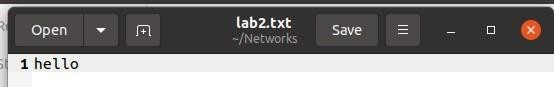 Open
lab2.txt
~/Networks
Save
1 hello